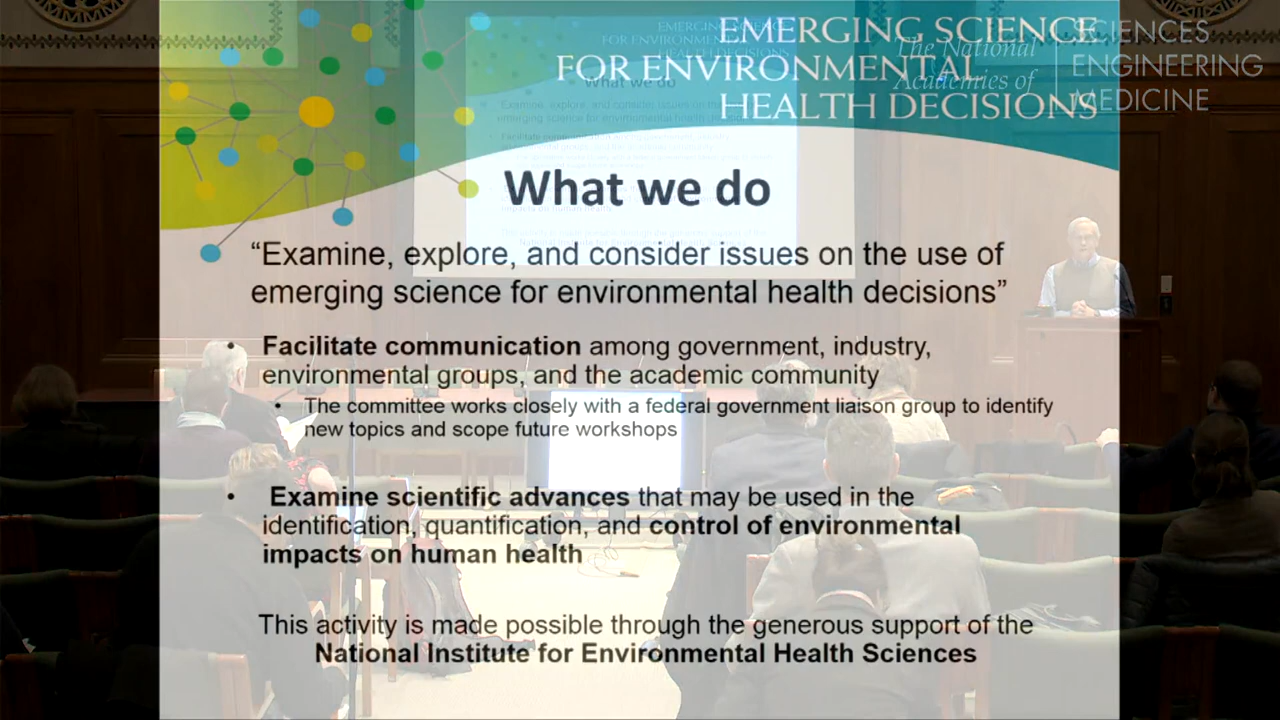 EMERGING SCIENCE
FOR ENVIRONMENTAL
HEALTH DECISIONS
The National
Academies of
SCIENCES
ENGINEERING
MEDICINE
What we do
“Examine, explore, and consider issues on the use of
emerging science for environmental health decisions”
• Facilitate communication among government, industry,
environmental groups, and the academic community
• The committee works closely with a federal government liaison group to identify
new topics and scope future workshops
• Examine scientific advances that may be used in the
identification, quantification, and control of environmental
impacts on human health
This activity is made possible through the generous support of the
National Institute for Environmental Health Sciences